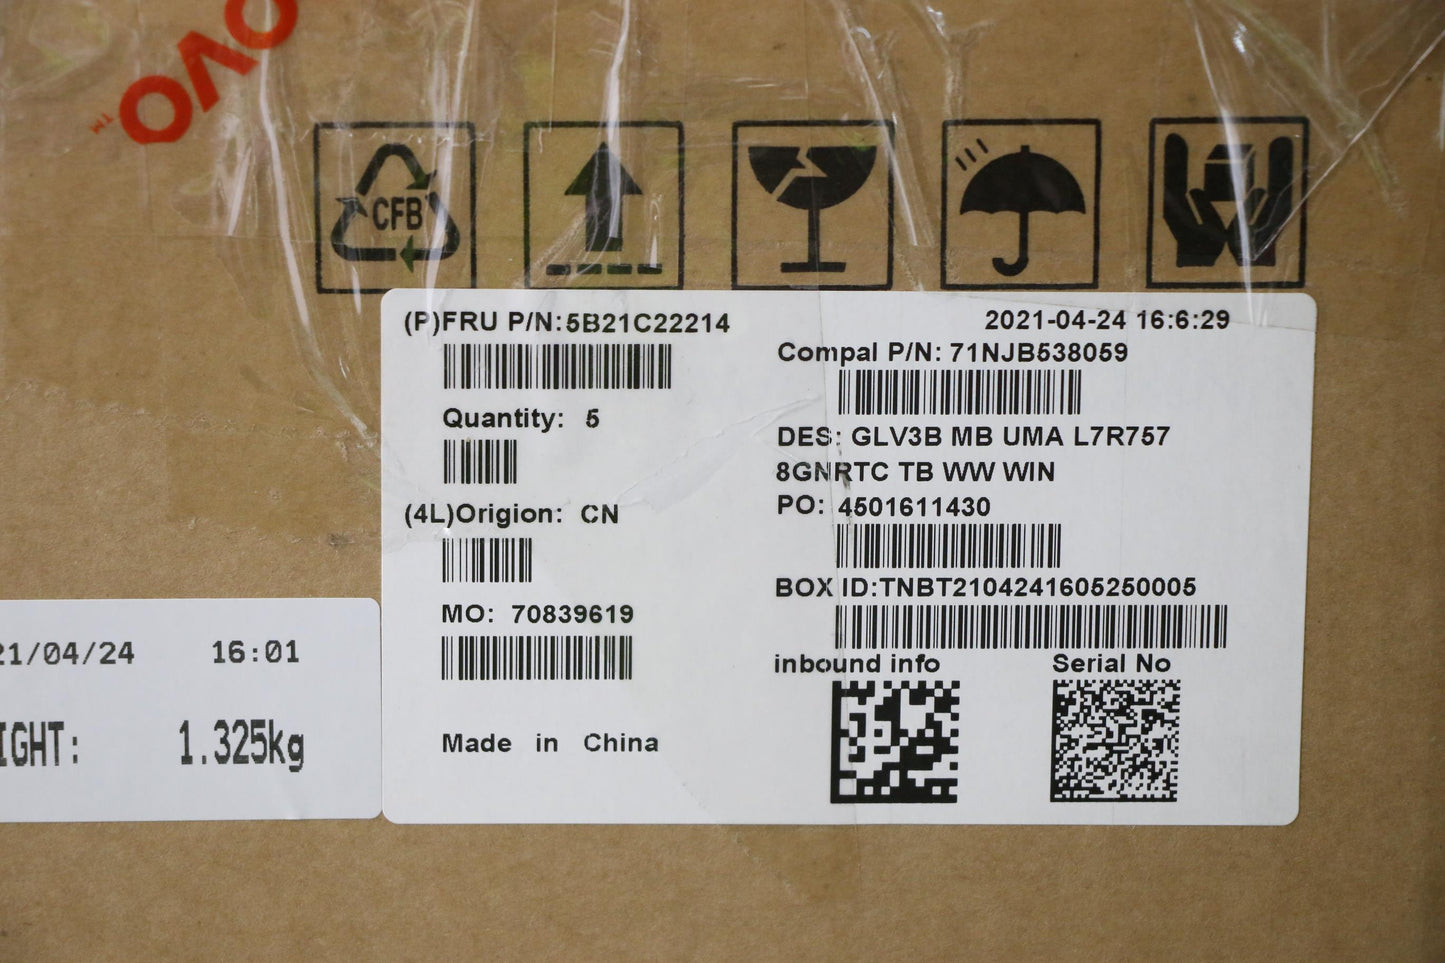 OVO™
CFB
(P)FRU P/N:5B21C22214
2021-04-24 16:6:29
Compal P/N: 71NJB538059
Quantity: 5
DES: GLV3B MB UMA L7R757
8GNRTC TB WW WIN
(4L)Origion: CN
PO: 4501611430
BOX ID:TNBT2104241605250005
MO: 70839619
inbound info
Serial No
Made in China
21/04/24 16:01
IGHT: 1.325kg